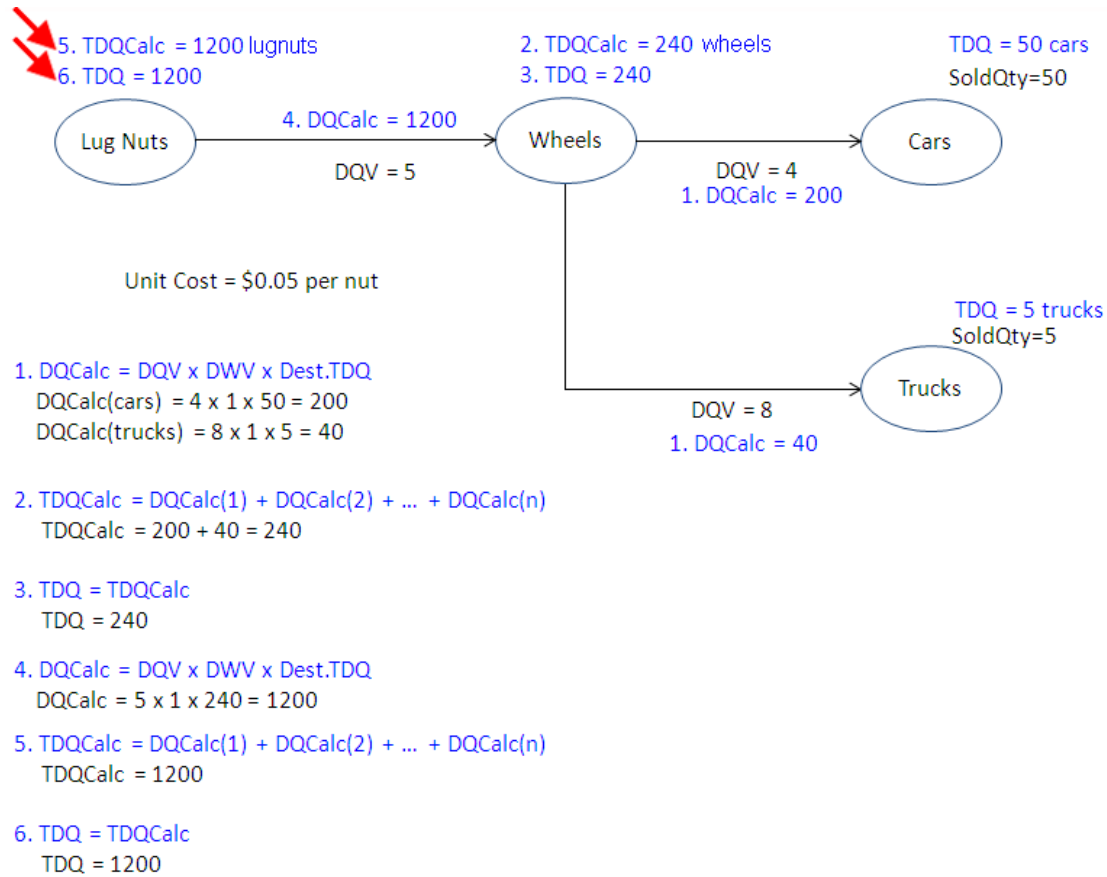 5. TDQCalc = 1200 lugnuts
6. TDQ = 1200
2. TDQCalc = 240 wheels
3. TDQ = 240
TDQ = 50 cars
SoldQty=50
Lug Nuts
4. DQCalc = 1200
DQV = 5
Wheels
DQV = 4
1. DQCalc = 200
Cars
Unit Cost = $0.05 per nut
TDQ = 5 trucks
SoldQty=5
DQV = 8
1. DQCalc = 40
Trucks
1. DQCalc = DQV x DWV x Dest.TDQ
DQCalc(cars) = 4 x 1 x 50 = 200
DQCalc(trucks) = 8 x 1 x 5 = 40
2. TDQCalc = DQCalc(1) + DQCalc(2) + ... + DQCalc(n)
TDQCalc = 200 + 40 = 240
3. TDQ = TDQCalc
TDQ = 240
4. DQCalc = DQV x DWV x Dest.TDQ
DQCalc = 5 x 1 x 240 = 1200
5. TDQCalc = DQCalc(1) + DQCalc(2) + ... + DQCalc(n)
TDQCalc = 1200
6. TDQ = TDQCalc
TDQ = 1200